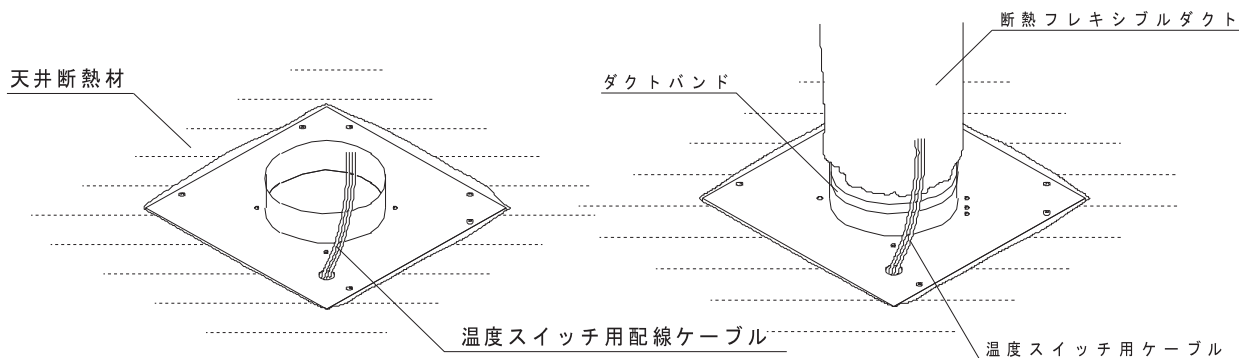 天井断熱材
温度スイッチ用配線ケーブル
断熱フレキシブルダクト
ダクトバンド
温度スイッチ用ケーブル